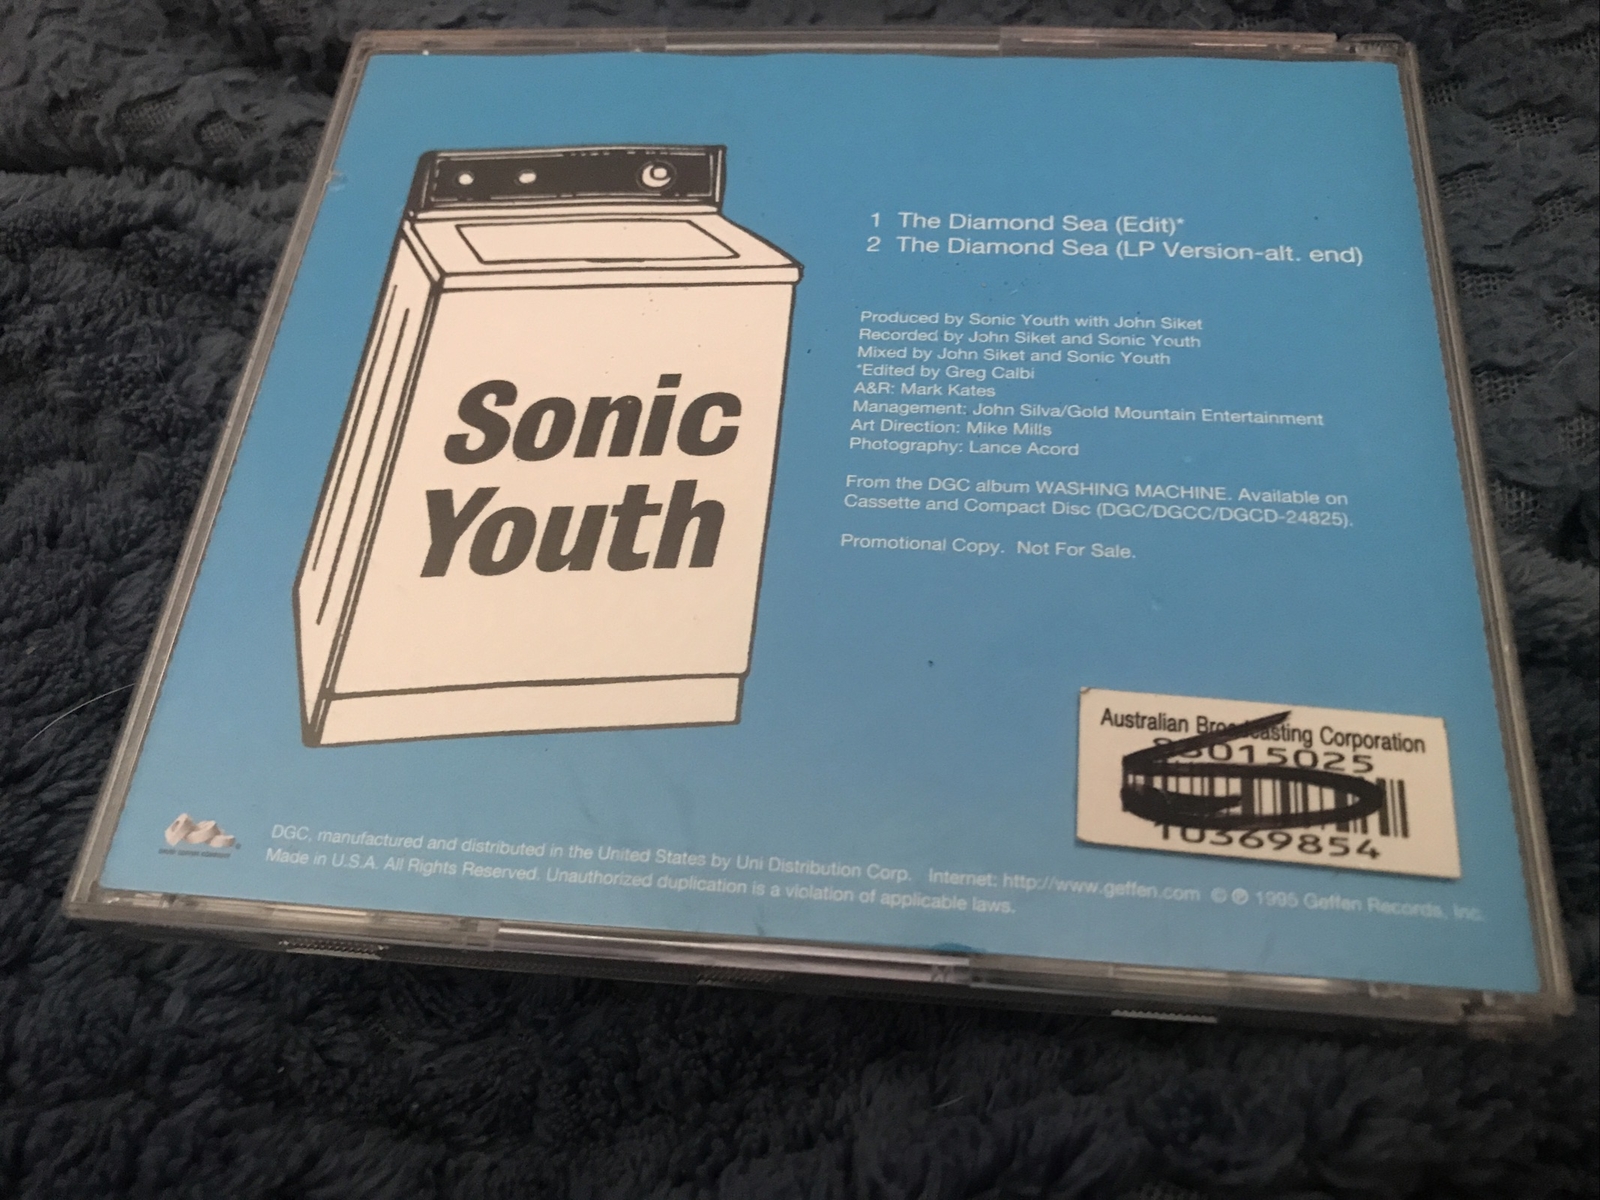 Sonic
Youth
1 The Diamond Sea (Edit)*
2 The Diamond Sea (LP Version-alt. end)
Produced by Sonic Youth with John Siket
Recorded by John Siket and Sonic Youth
Mixed by John Siket and Sonic Youth
*Edited by Greg Calbi
A&R: Mark Kates
Management: John Silva/Gold Mountain Entertainment
Art Direction: Mike Mills
Photography: Lance Acord
From the DGC album WASHING MACHINE. Available on
Cassette and Compact Disc (DGC/DGCC/DGCD-24825).
Promotional Copy. Not For Sale.
Australian Broadcasting Corporation
10369854
DGC, manufactured and distributed in the United States by Uni Distribution Corp. Internet: http://www.geffen.com © ℗ 1995 Geffen Records, Inc.
Made in U.S.A. All Rights Reserved. Unauthorized duplication is a violation of applicable laws.